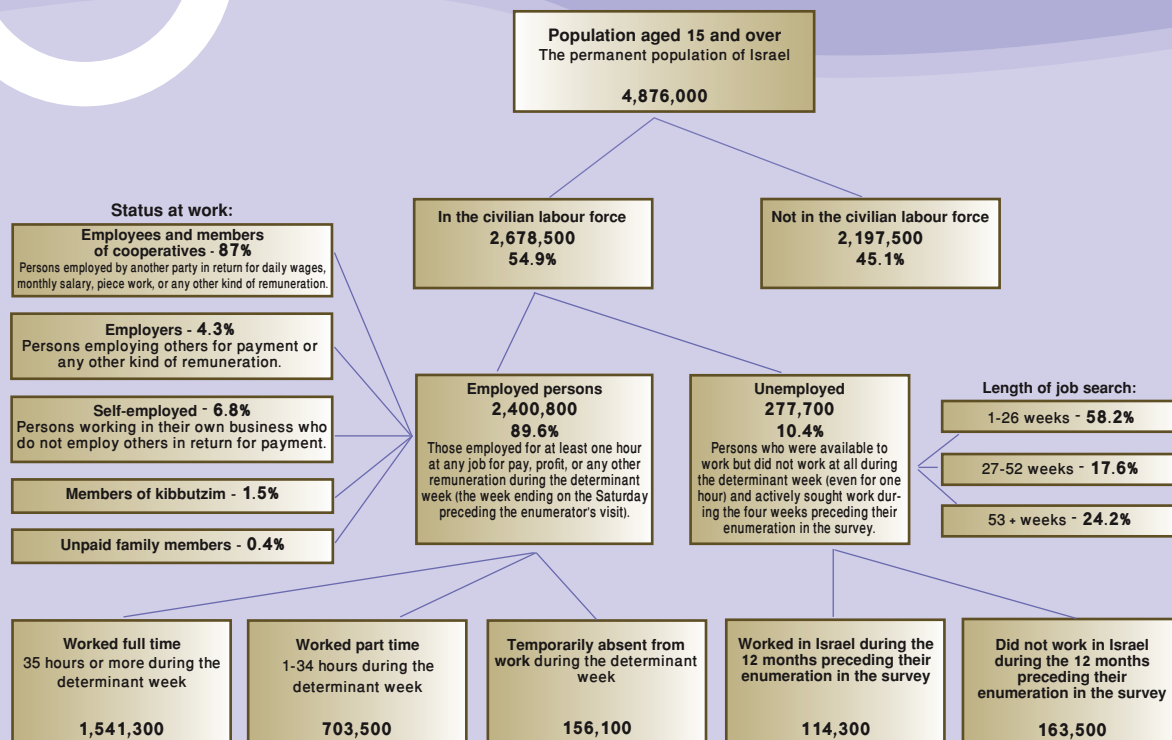 Population aged 15 and over
The permanent population of Israel
4,876,000
In the civilian labour force
2,678,500
54.9%
Not in the civilian labour force
2,197,500
45.1%
Status at work:
Employees and members
of cooperatives - 87%
Persons employed by another party in return for daily wages,
monthly salary, piece work, or any other kind of remuneration.
Employers - 4.3%
Persons employing others for payment or
any other kind of remuneration.
Self-employed - 6.8%
Persons working in their own business who
do not employ others in return for payment.
Members of kibbutzim - 1.5%
Unpaid family members - 0.4%
Employed persons
2,400,800
89.6%
Those employed for at least one hour
at any job for pay, profit, or any other
remuneration during the determinant
week (the week ending on the Saturday
preceding the enumerator's visit).
Unemployed
277,700
10.4%
Persons who were available to
work but did not work at all during
the determinant week (even for one
hour) and actively sought work dur-
ing the four weeks preceding their
enumeration in the survey.
Length of job search:
1-26 weeks - 58.2%
27-52 weeks - 17.6%
53 + weeks - 24.2%
Worked full time
35 hours or more during the
determinant week
1,541,300
Worked part time
1-34 hours during the
determinant week
703,500
Temporarily absent from
work during the determinant
week
156,100
Worked in Israel during the
12 months preceding their
enumeration in the survey
114,300
Did not work in Israel
during the 12 months
preceding their
enumeration in the survey
163,500